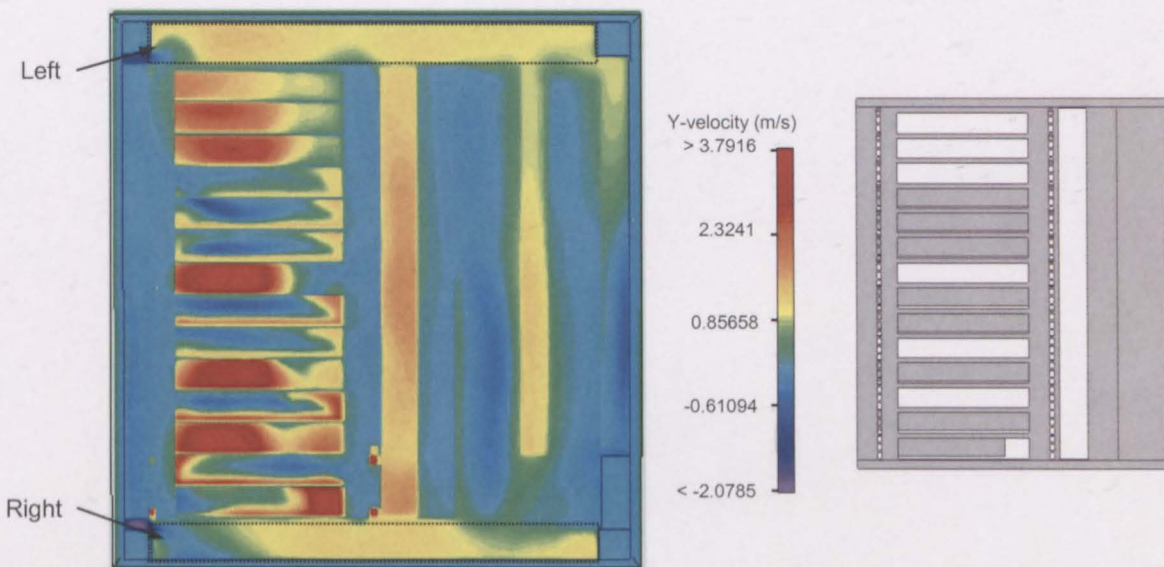 Left
Right
Y-velocity (m/s)
> 3.7916
2.3241
0.85658
-0.61094
< -2.0785